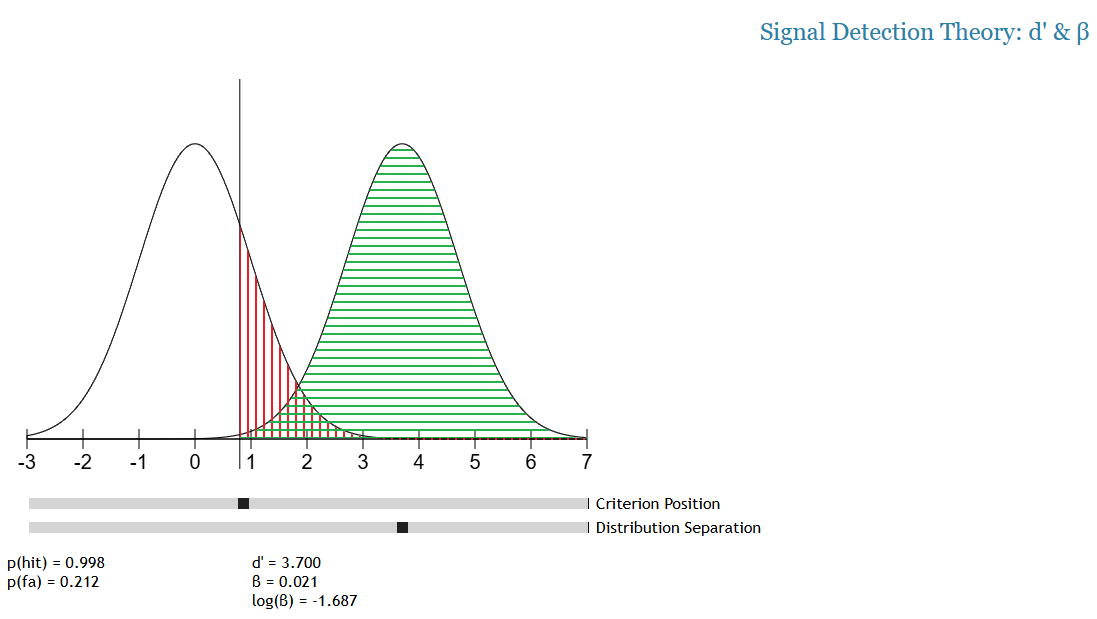 Signal Detection Theory: d' & β
-3 -2 -1 0 1 2 3 4 5 6 7
Criterion Position
Distribution Separation
p(hit) = 0.998
p(fa) = 0.212
d' = 3.700
β = 0.021
log(β) = -1.687